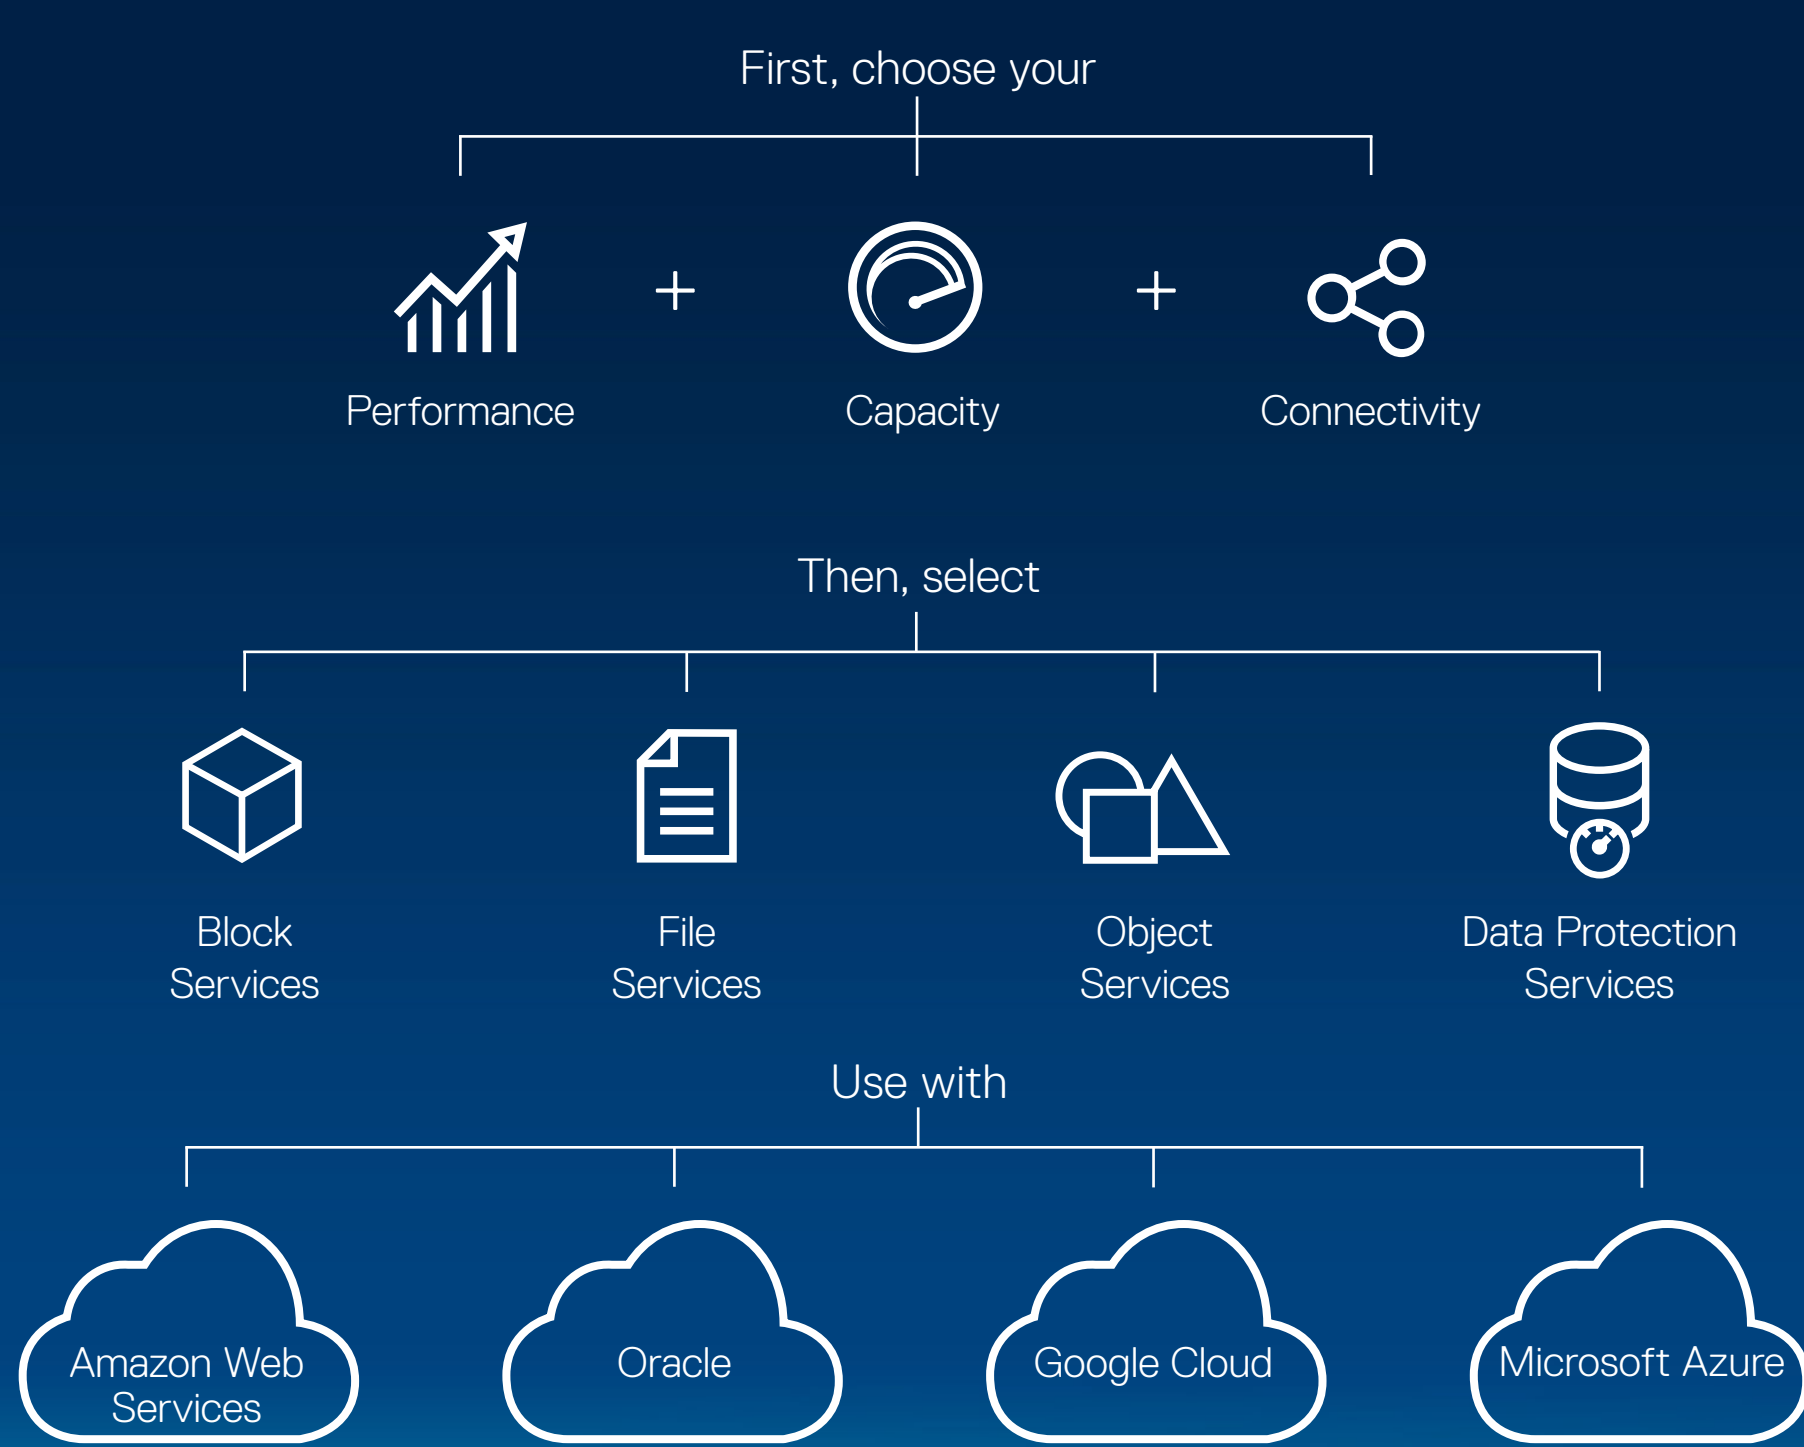 First, choose your
+
+
Performance
Capacity
Connectivity
Then, select
Block
Services
File
Services
Object
Services
Data Protection
Services
Use with
Amazon Web
Services
Oracle
Google Cloud
Microsoft Azure